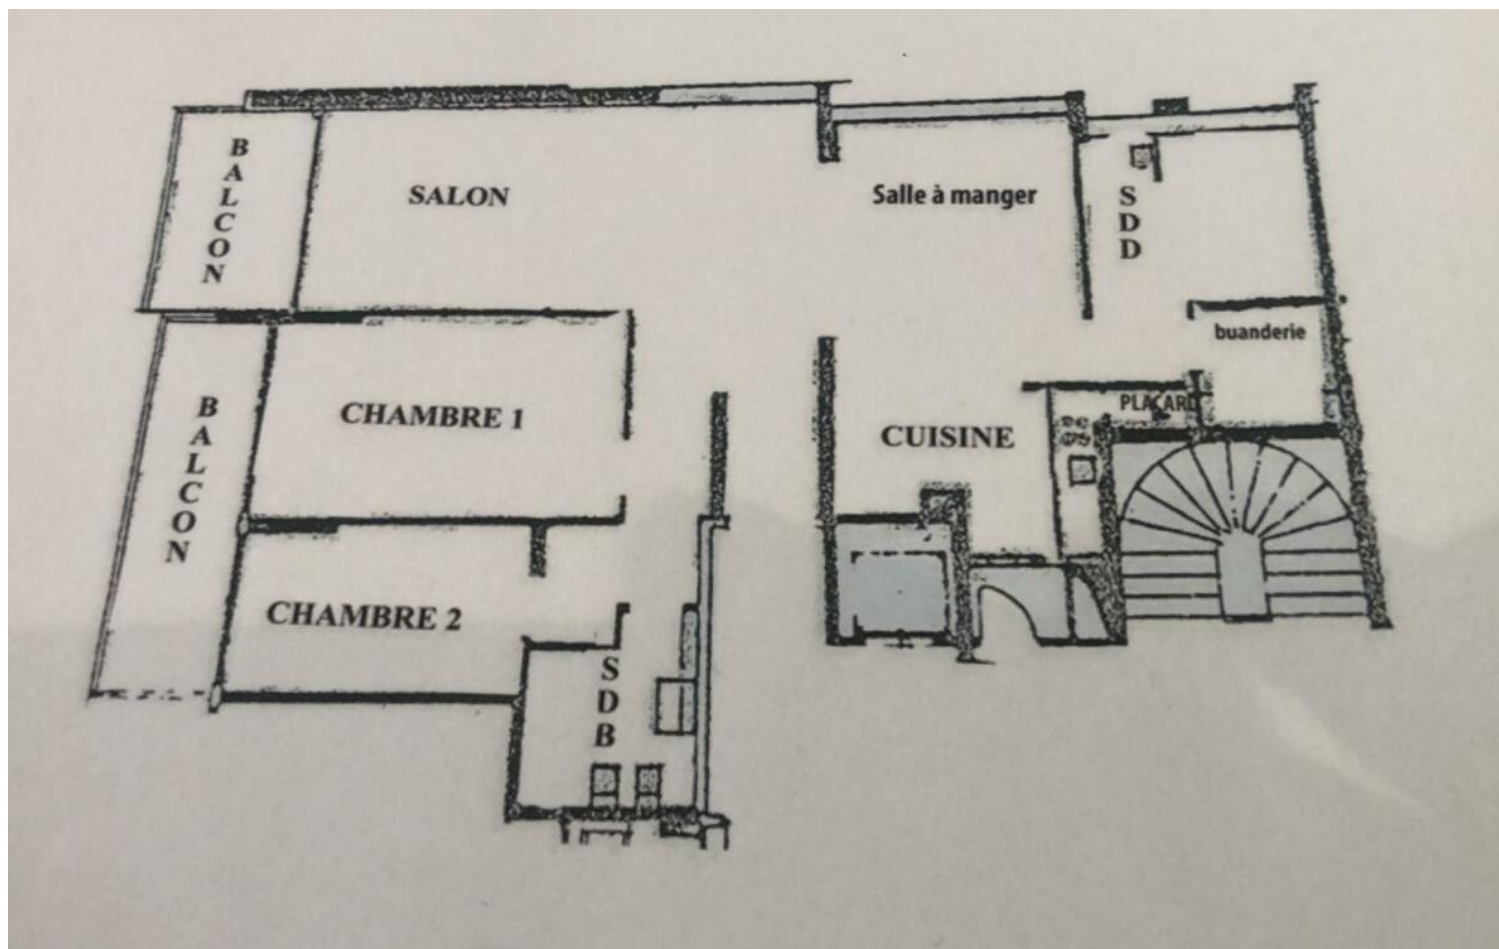 BALCON
SALON
Salle à manger
SDD
buanderie
BALCON
CHAMBRE 1
PLACARD
CUISINE
CHAMBRE 2
SDB